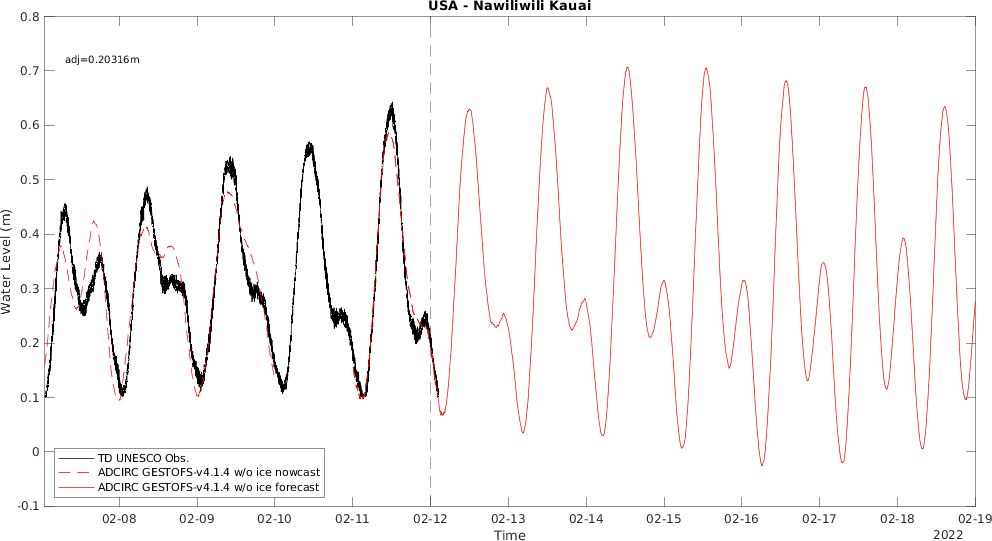 USA - Nawiliwili Kauai
adj=0.20316m
Water Level (m)
0.8
0.7
0.6
0.5
0.4
0.3
0.2
0.1
0
-0.1
TD UNESCO Obs.
ADCIRC GESTOFS-v4.1.4 w/o ice nowcast
ADCIRC GESTOFS-v4.1.4 w/o ice forecast
02-08 02-09 02-10 02-11 02-12 02-13 02-14 02-15 02-16 02-17 02-18 02-19
Time
2022